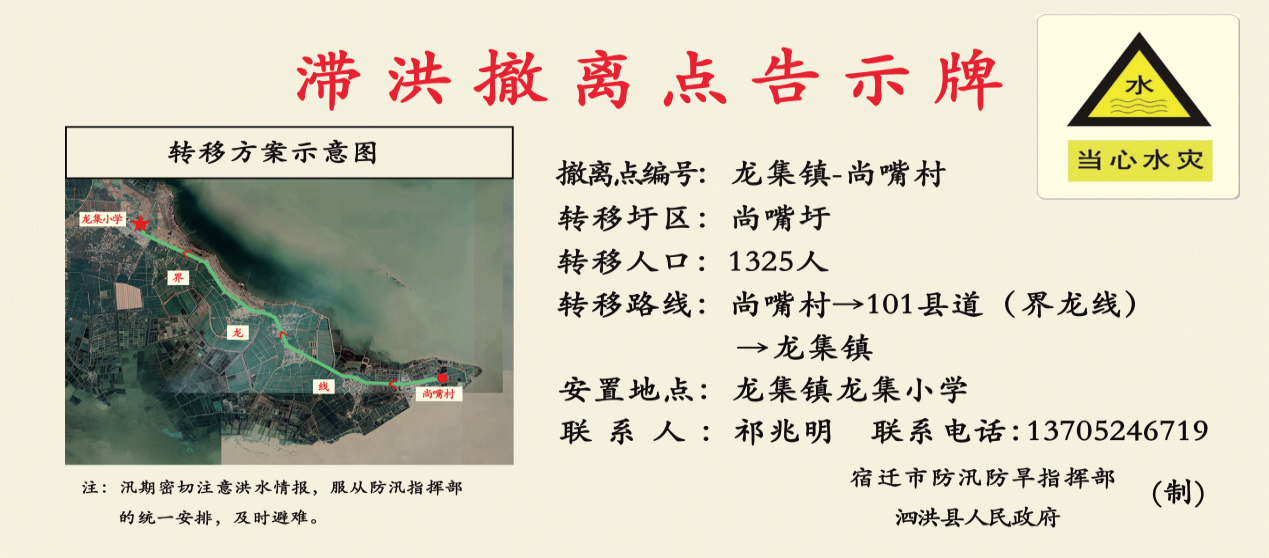 滞洪撤离点告示牌
水
当心水灾
转移方案示意图
龙集小学
界
龙
线
尚嘴村
注：汛期密切注意洪水情报，服从防汛指挥部
的统一安排，及时避难。
撤离点编号：龙集镇-尚嘴村
转移圩区：尚嘴圩
转移人口：1325人
转移路线：尚嘴村→101县道（界龙线）
→龙集镇
安置地点：龙集镇龙集小学
联系人：祁兆明 联系电话:13705246719
宿迁市防汛防旱指挥部
泗洪县人民政府
（制）